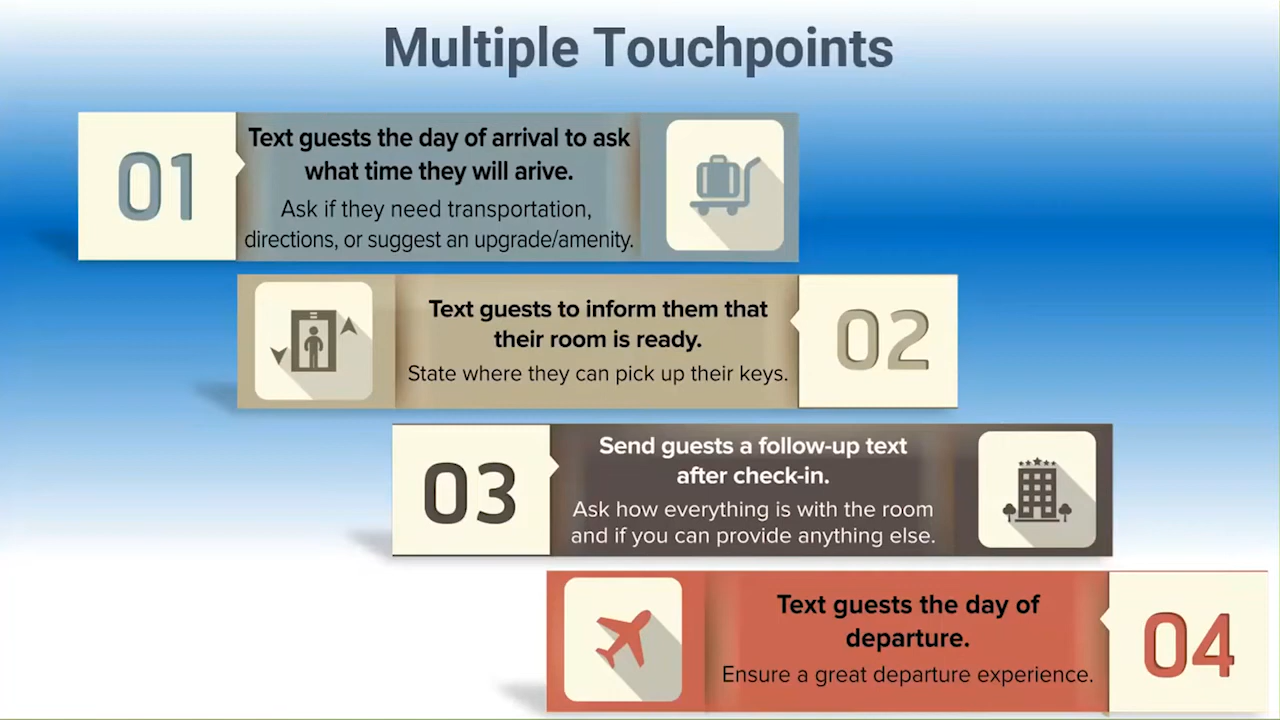 Multiple Touchpoints
01
Text guests the day of arrival to ask
what time they will arive.
Ask if they need transportation,
directions, or suggest an upgrade/amenity.
Text guests to inform them that
their room is ready.
State where they can pick up their keys.
02
03
Send guests a follow-up text
after check-in.
Ask how everything is with the room
and if you can provide anything else.
Text guests the day of
departure.
Ensure a great departure experience.
04